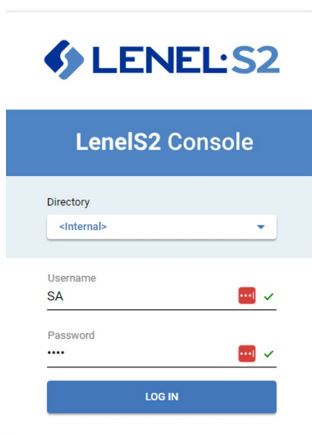 LENEL·S2
LenelS2 Console
Directory
<Internal>
Username
SA
Password
••••
LOG IN